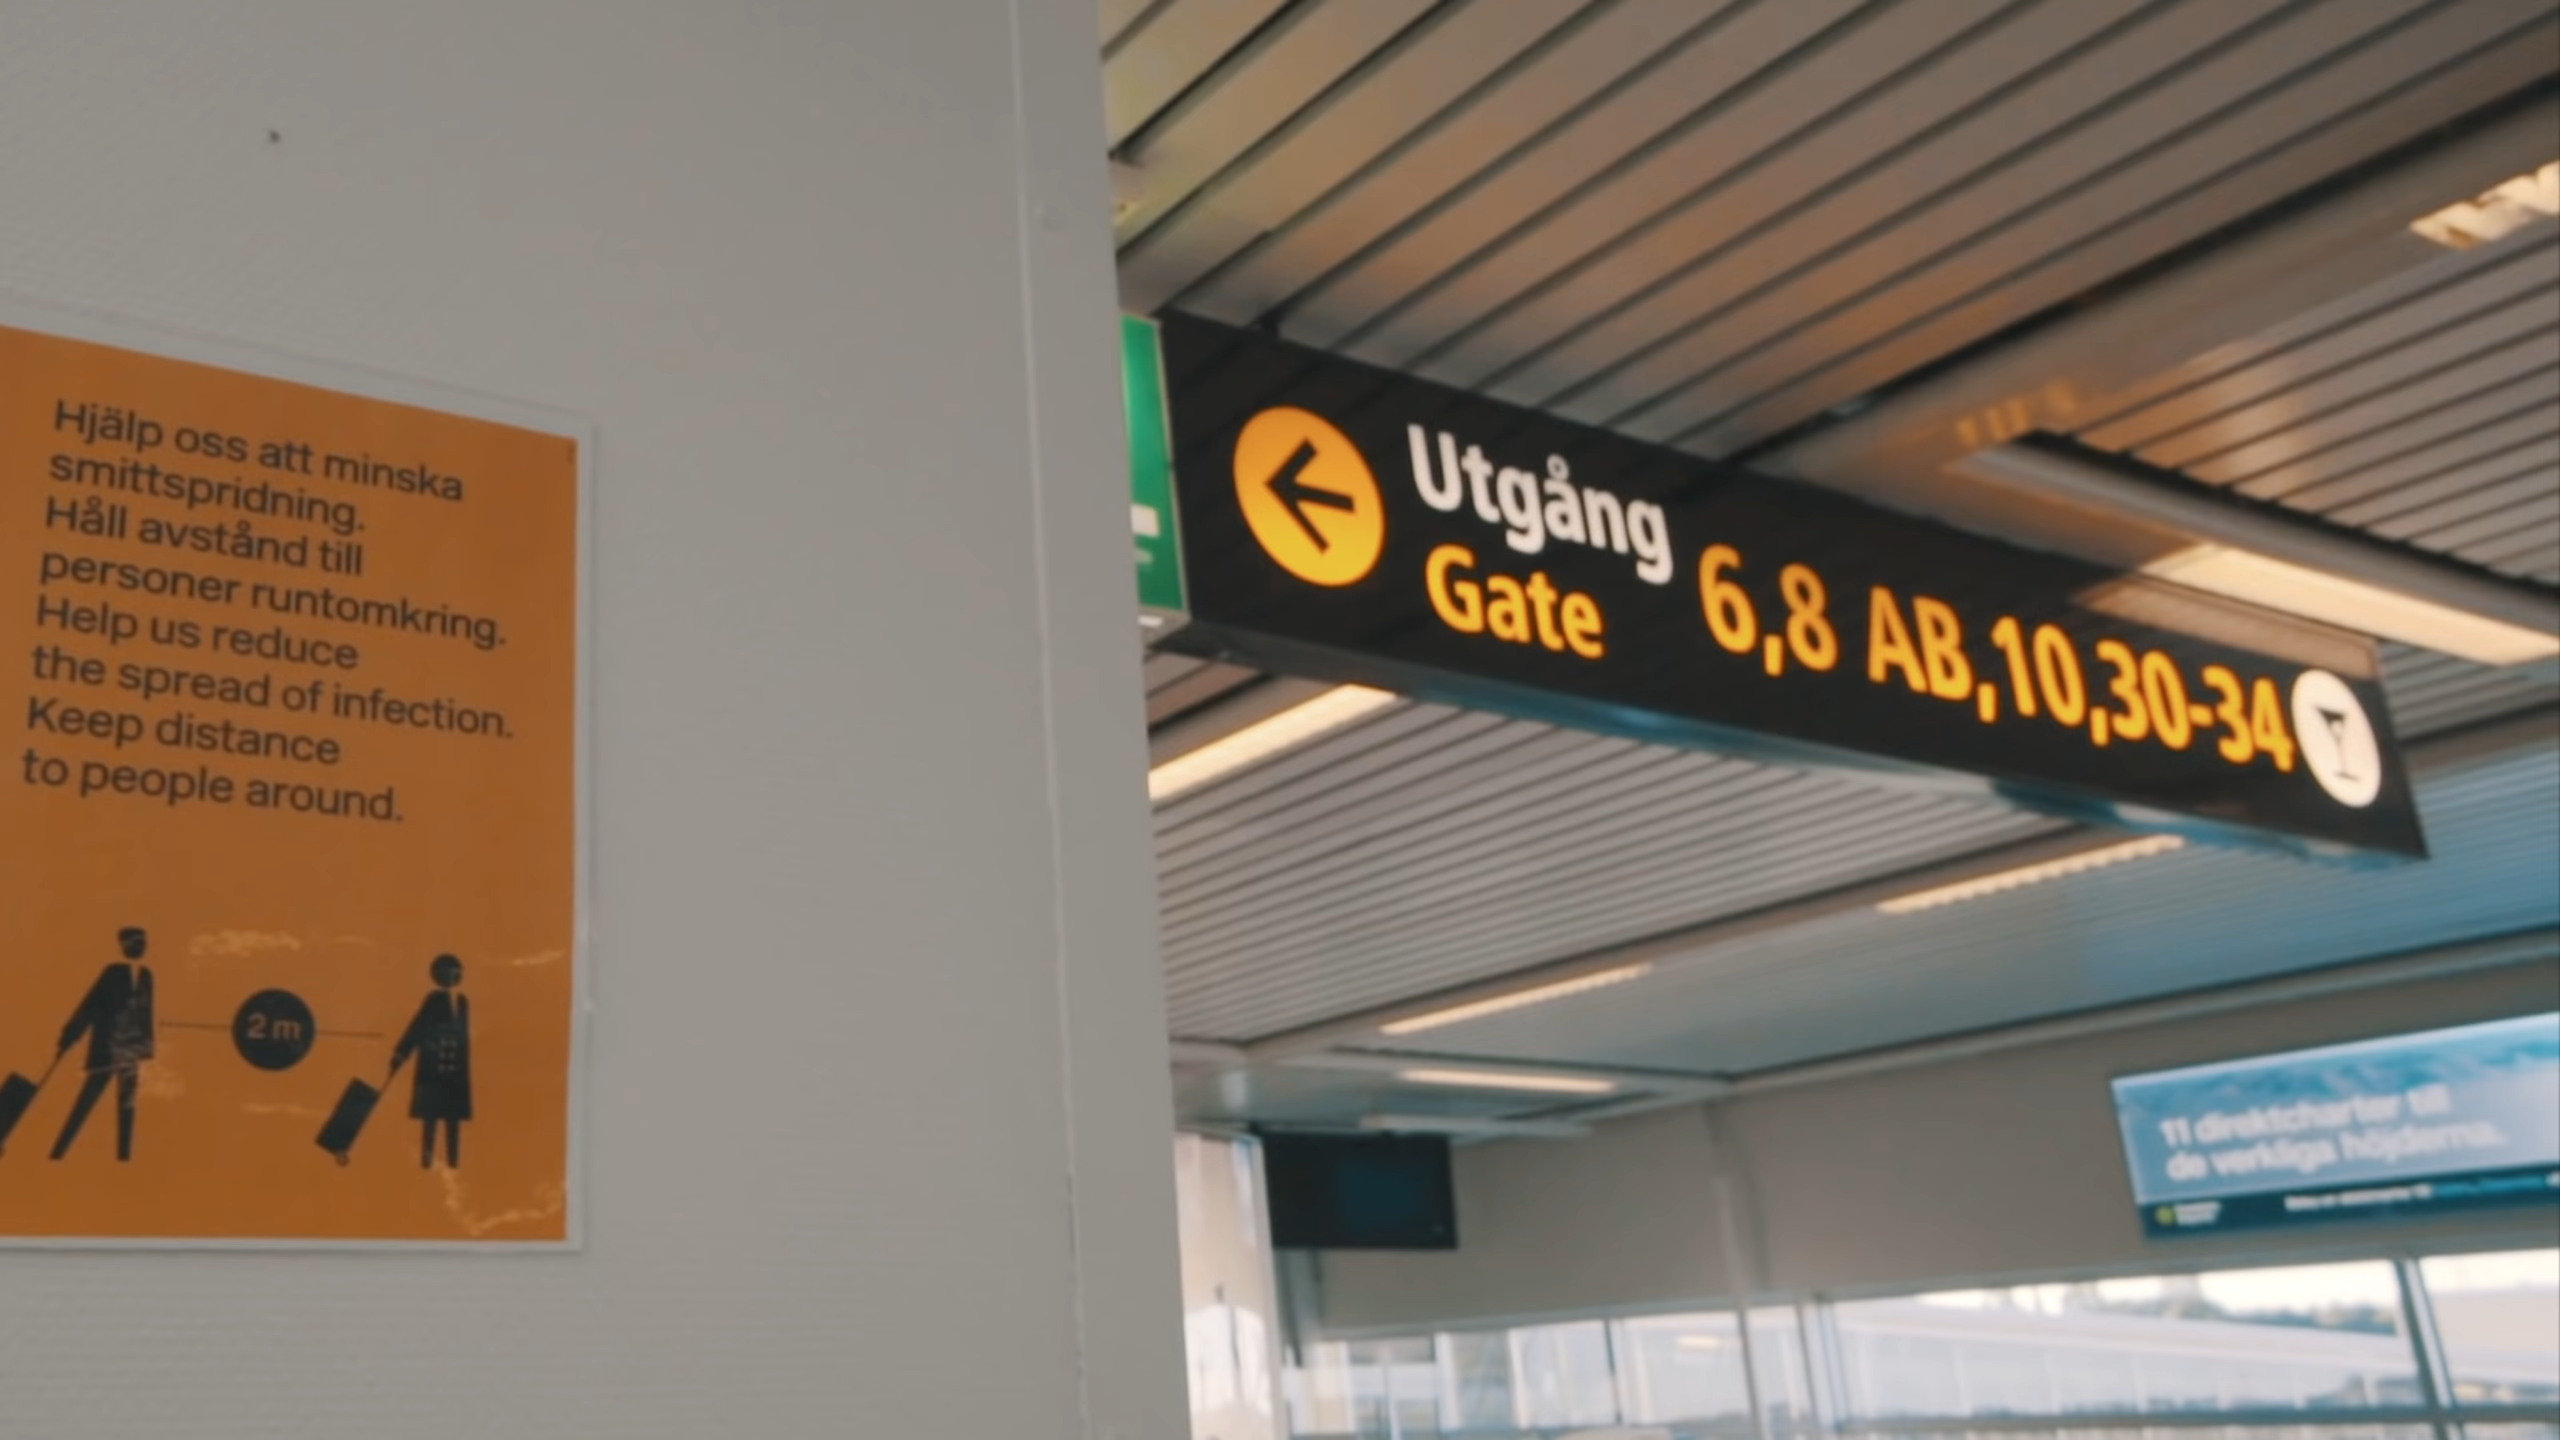 Hjälp oss att minska
smittspridning.
Håll avstånd till
personer runtomkring.
Help us reduce
the spread of infection.
Keep distance
to people around.
2 m
Utgång
Gate
6,8 AB,10,30-34
11 direktcharter till
de verkliga höjderna.